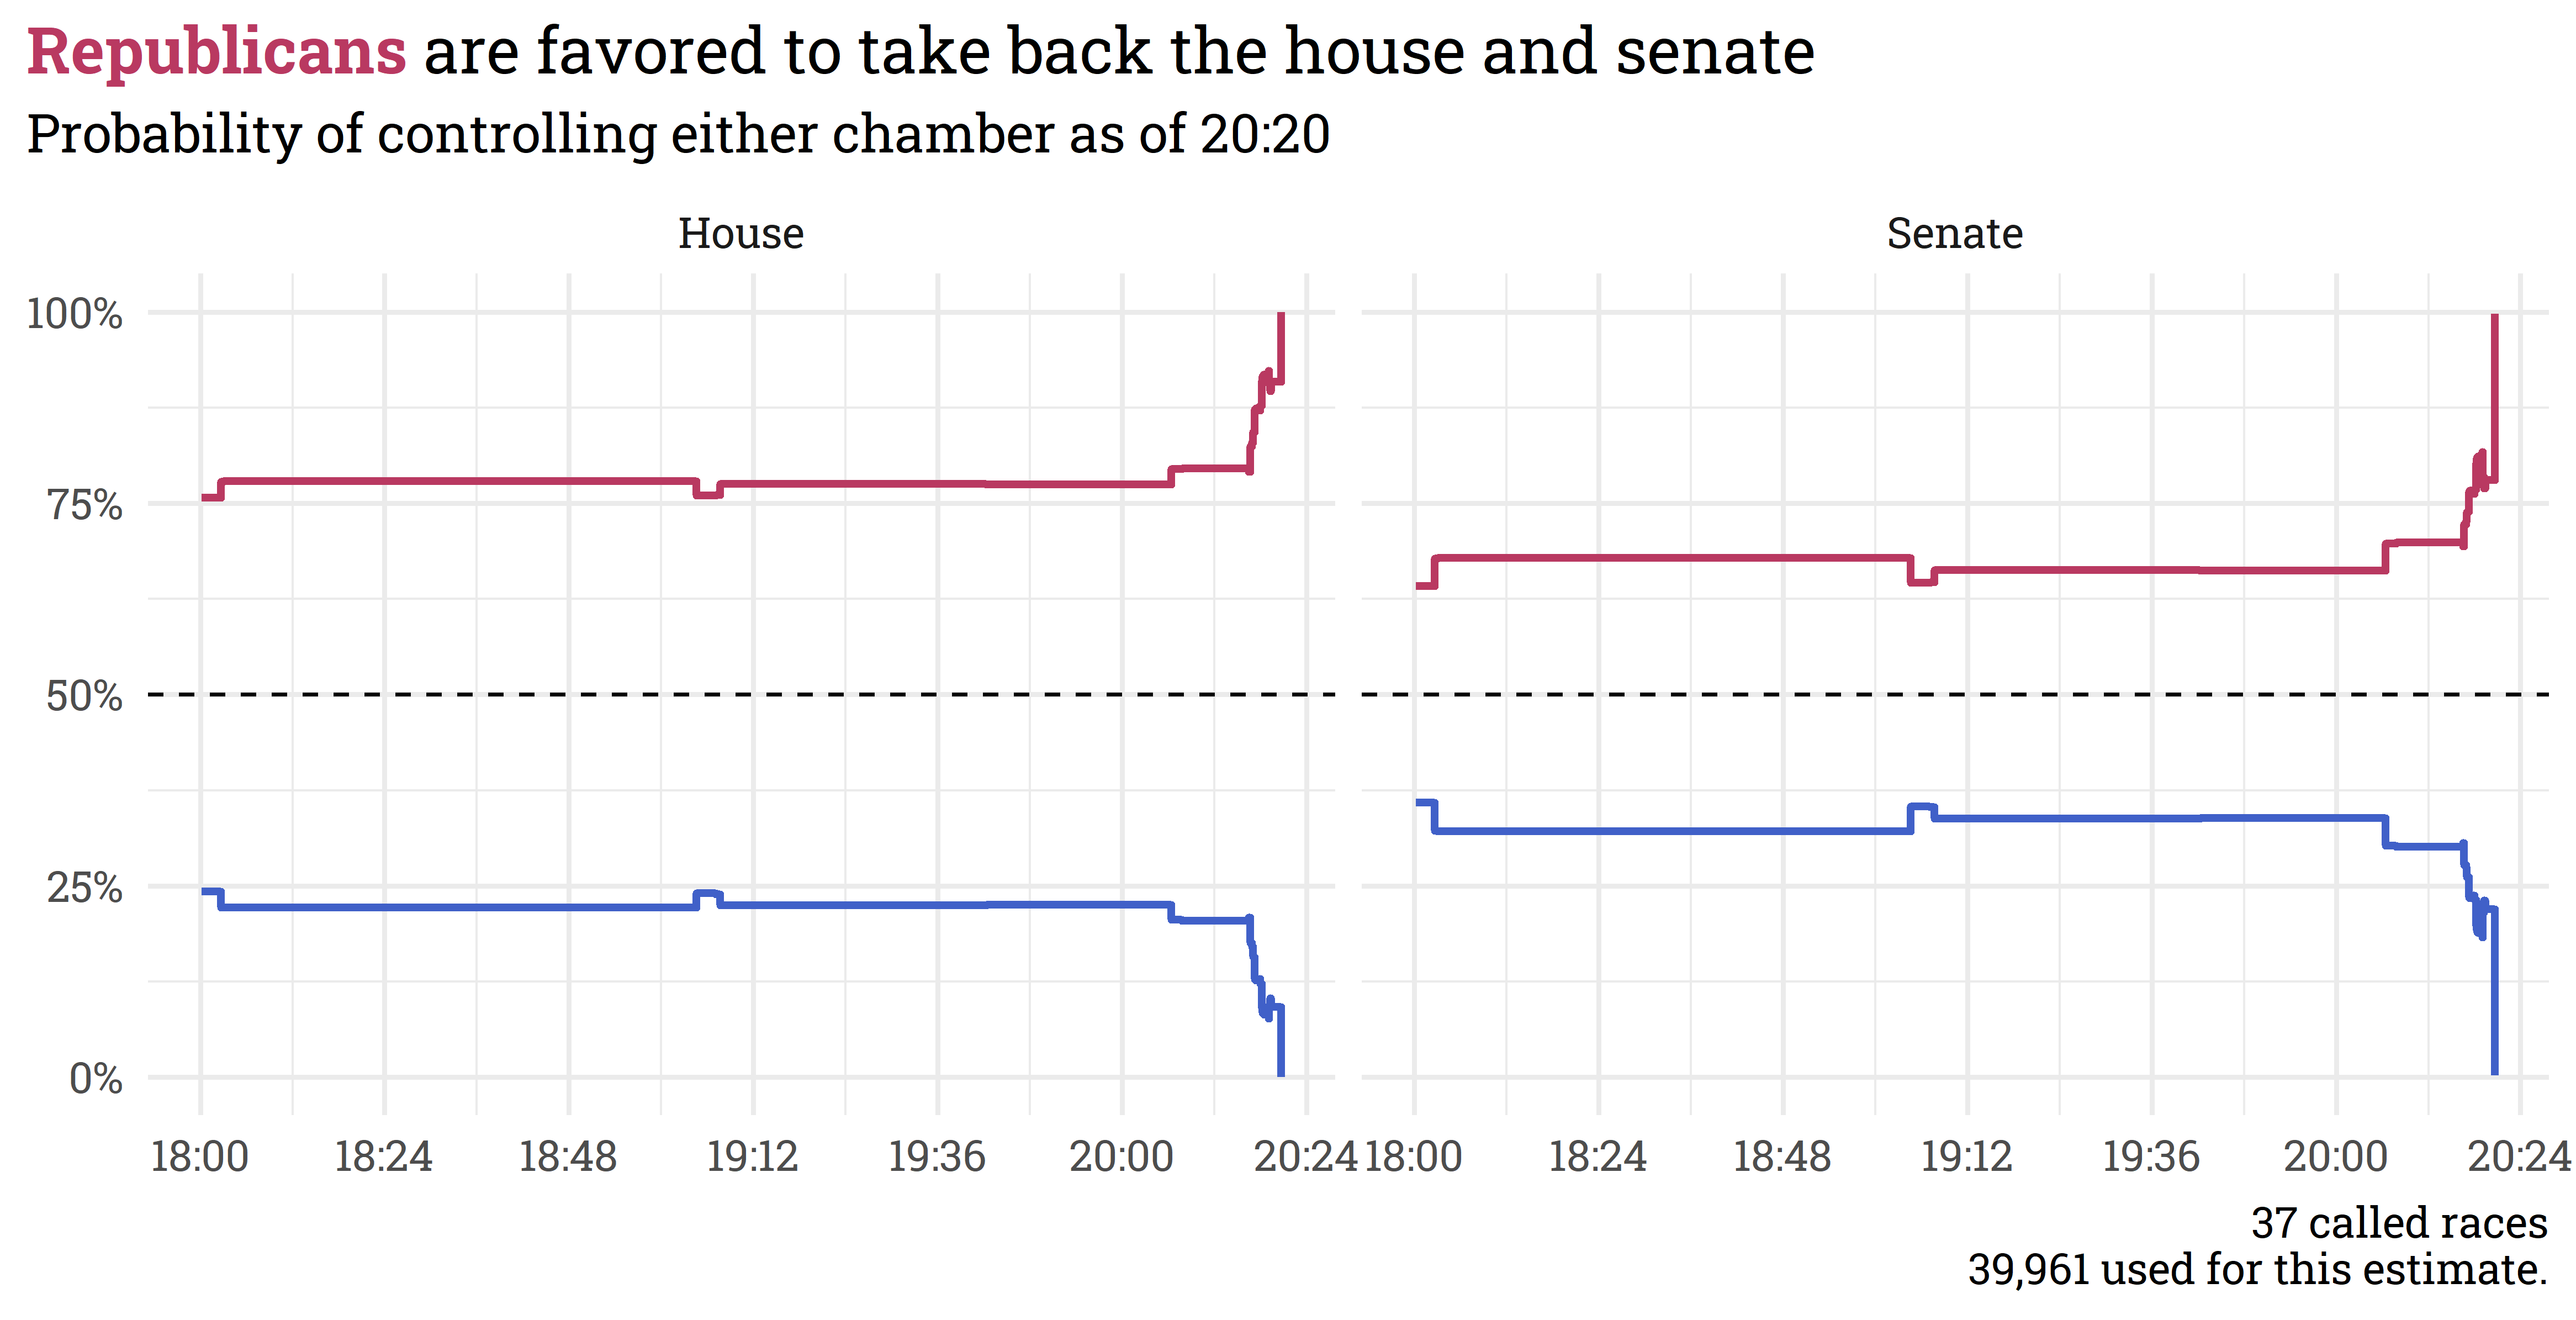 Republicans are favored to take back the house and senate
Probability of controlling either chamber as of 20:20
House
Senate
100%
75%
50%
25%
0%
18:00 18:24 18:48 19:12 19:36 20:00 20:24
18:00 18:24 18:48 19:12 19:36 20:00 20:24
37 called races
39,961 used for this estimate.